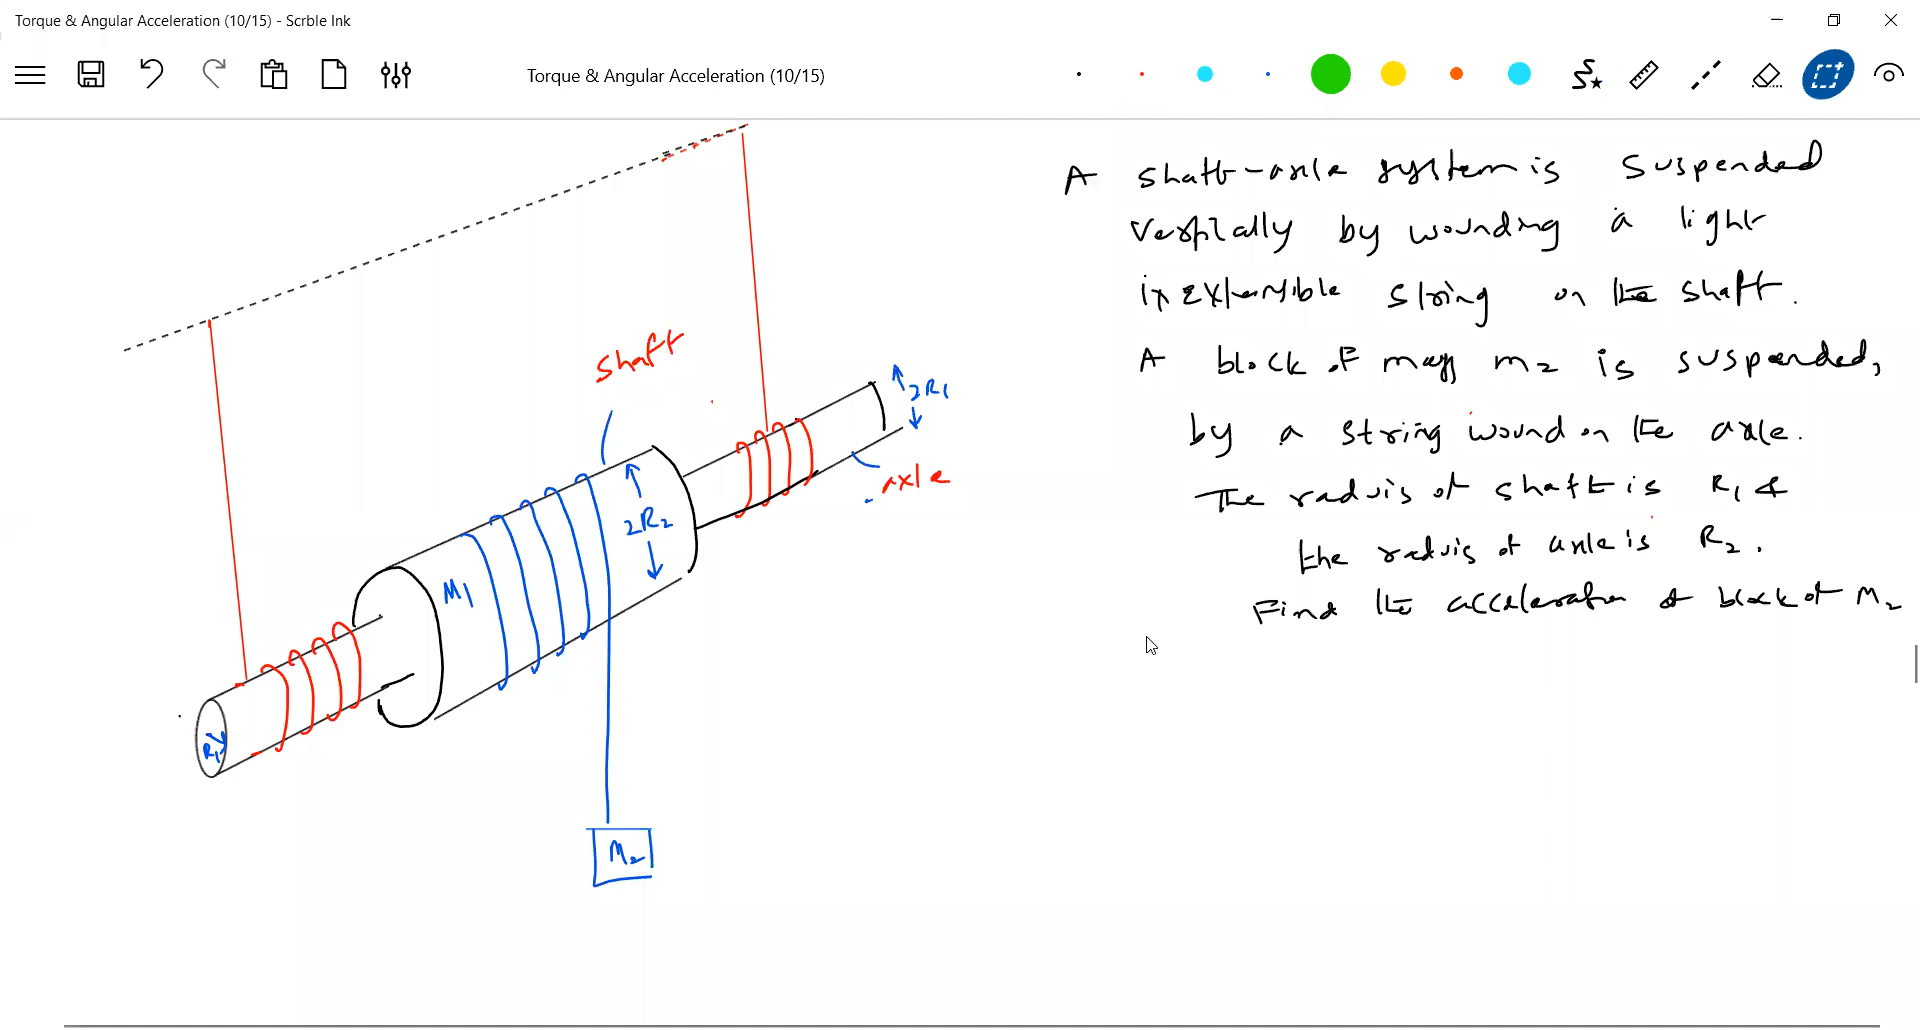 Torque & Angular Acceleration (10/15) - Scrble Ink
Torque & Angular Acceleration (10/15)
A shaft-axle system is suspended
by wounding a light
inextensible string on the shaft.
A block of mass m2 is suspended,
by a string wound on the axle.
The radius of shaft is R1 &
the radius of axle is R2.
Find the acceleration of block of M2
shaft
2R1
axle
2R2
M1
R1
M2